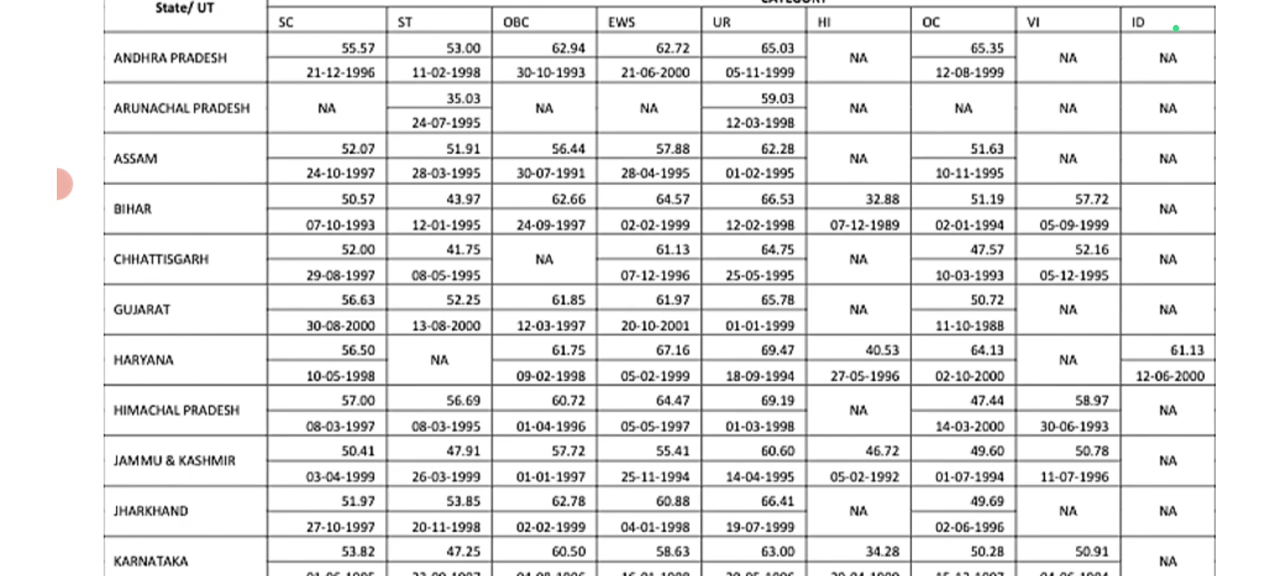 State/ UT CATEGORY
SC ST OBC EWS UR HI OC VI ID
55.57 53.00 62.94 62.72 65.03 65.35
ANDHRA PRADESH NA NA NA
21-12-1996 11-02-1998 30-10-1993 21-06-2000 05-11-1999 12-08-1999
35.03 59.03
ARUNACHAL PRADESH NA NA NA NA NA NA NA
24-07-1995 12-03-1998
52.07 51.91 56.44 57.88 62.28 51.63
ASSAM NA NA NA
24-10-1997 28-03-1995 30-07-1991 28-04-1995 01-02-1995 10-11-1995
50.57 43.97 62.66 64.57 66.53 32.88 51.19 57.72
BIHAR NA
07-10-1993 12-01-1995 24-09-1997 02-02-1999 12-02-1998 07-12-1989 02-01-1994 05-09-1999
52.00 41.75 61.13 64.75 47.57 52.16
CHHATTISGARH NA NA NA
29-08-1997 08-05-1995 07-12-1996 25-05-1995 10-03-1993 05-12-1995
56.63 52.25 61.85 61.97 65.78 50.72
GUJARAT NA NA NA
30-08-2000 13-08-2000 12-03-1997 20-10-2001 01-01-1999 11-10-1988
56.50 61.75 67.16 69.47 40.53 64.13 61.13
HARYANA NA NA
10-05-1998 09-02-1998 05-02-1999 18-09-1994 27-05-1996 02-10-2000 12-06-2000
57.00 56.69 60.72 64.47 69.19 47.44 58.97
HIMACHAL PRADESH NA NA
08-03-1997 08-03-1995 01-04-1996 05-05-1997 01-03-1998 14-03-2000 30-06-1993
50.41 47.91 57.72 55.41 60.60 46.72 49.60 50.78
JAMMU & KASHMIR NA
03-04-1999 26-03-1999 01-01-1997 25-11-1994 14-04-1995 05-02-1992 01-07-1994 11-07-1996
51.97 53.85 62.78 60.88 66.41 49.69
JHARKHAND NA NA NA
27-10-1997 20-11-1998 02-02-1999 04-01-1998 19-07-1999 02-06-1996
53.82 47.25 60.50 58.63 63.00 34.28 50.28 50.91
KARNATAKA NA